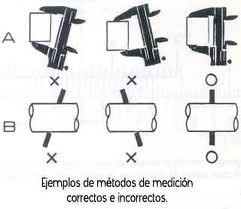 A
× × ○
B
× × ○
Ejemplos de métodos de medición
correctos e incorrectos.